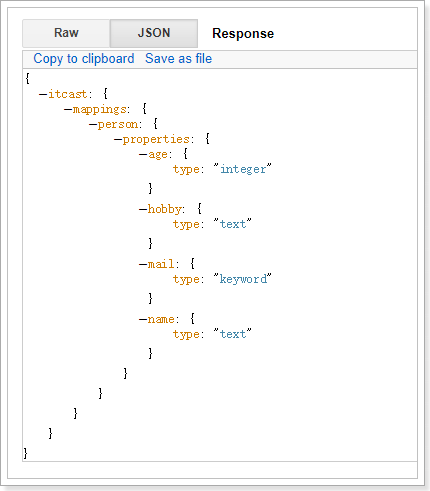 Raw JSON Response
Copy to clipboard Save as file
{
−itcast: {
−mappings: {
−person: {
−properties: {
−age: {
type: "integer"
}
−hobby: {
type: "text"
}
−mail: {
type: "keyword"
}
−name: {
type: "text"
}
}
}
}
}
}